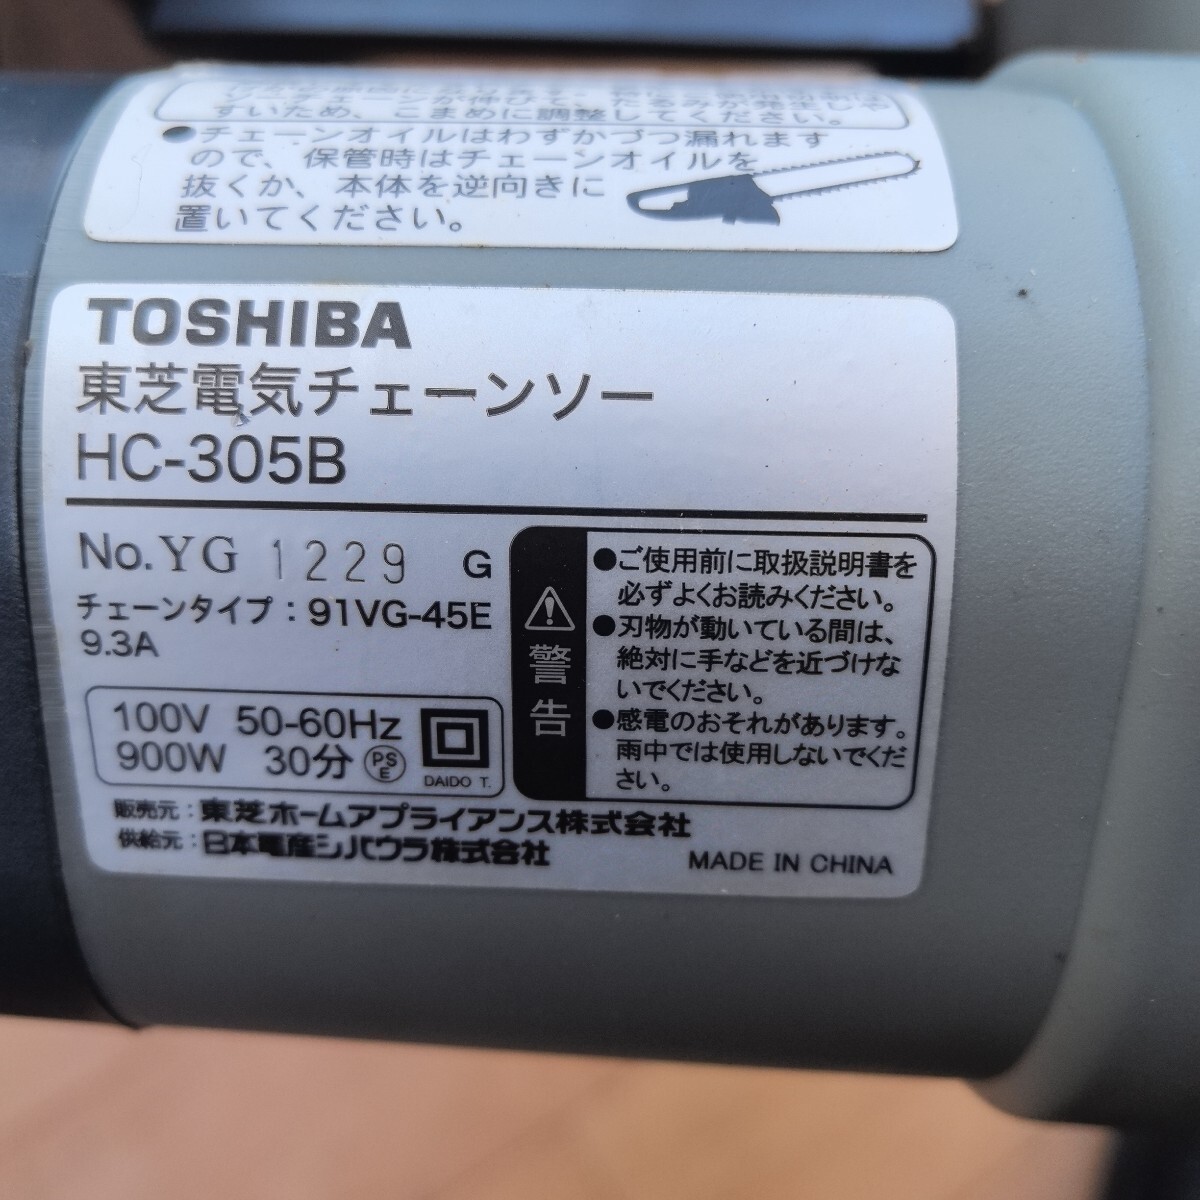 すいため、こまめに調整してください。
●チェーンオイルはわずかづつ漏れます
ので、保管時はチェーンオイルを
抜くか、本体を逆向きに
置いてください。
TOSHIBA
東芝電気チェーンソー
HC-305B
No. YG 1229 G
チェーンタイプ：91VG-45E
9.3A
100V 50-60Hz
900W 30分
PS
E
DAIDO T.
警告
●ご使用前に取扱説明書を
必ずよくお読みください。
●刃物が動いている間は、
絶対に手などを近づけな
いでください。
●感電のおそれがあります。
雨中では使用しないでくだ
さい。
販売元：東芝ホームアプライアンス株式会社
供給元：日本電産シバウラ株式会社
MADE IN CHINA